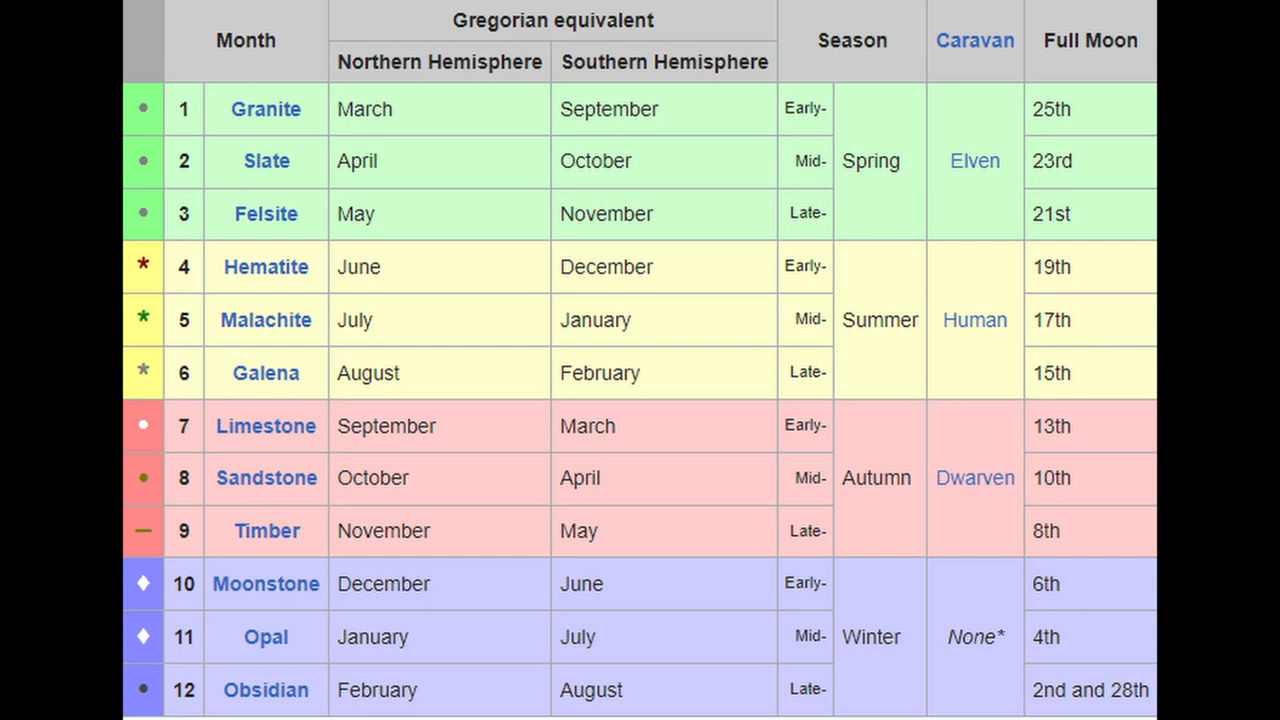 Month Gregorian equivalent Season Caravan Full Moon
Northern Hemisphere Southern Hemisphere
1 Granite March September Early- 25th
2 Slate April October Mid- Spring Elven 23rd
3 Felsite May November Late- 21st
* 4 Hematite June December Early- 19th
* 5 Malachite July January Mid- Summer Human 17th
* 6 Galena August February Late- 15th
7 Limestone September March Early- 13th
8 Sandstone October April Mid- Autumn Dwarven 10th
9 Timber November May Late- 8th
10 Moonstone December June Early- 6th
11 Opal January July Mid- Winter None* 4th
12 Obsidian February August Late- 2nd and 28th